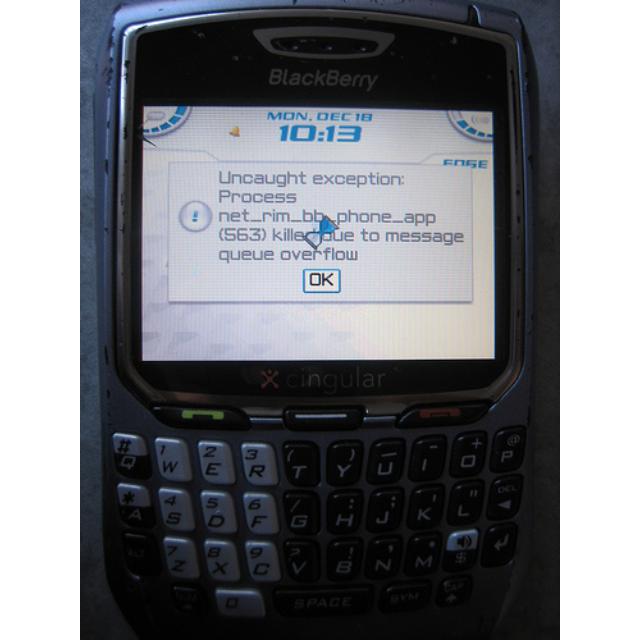 BlackBerry
MON, DEC 18
10:13
EDGE
Uncaught exception:
Process
net_rim_bb_phone_app
(563) killed due to message
queue overflow
OK
cingular
# 1 2 3 ( ) _ - + @
Q W E R T Y U I O P
* 4 5 6 / : ; ' " DEL
A S D F G H J K L
ALT 7 8 9 ? ! , . $
Z X C V B N M
0 SPACE SYM